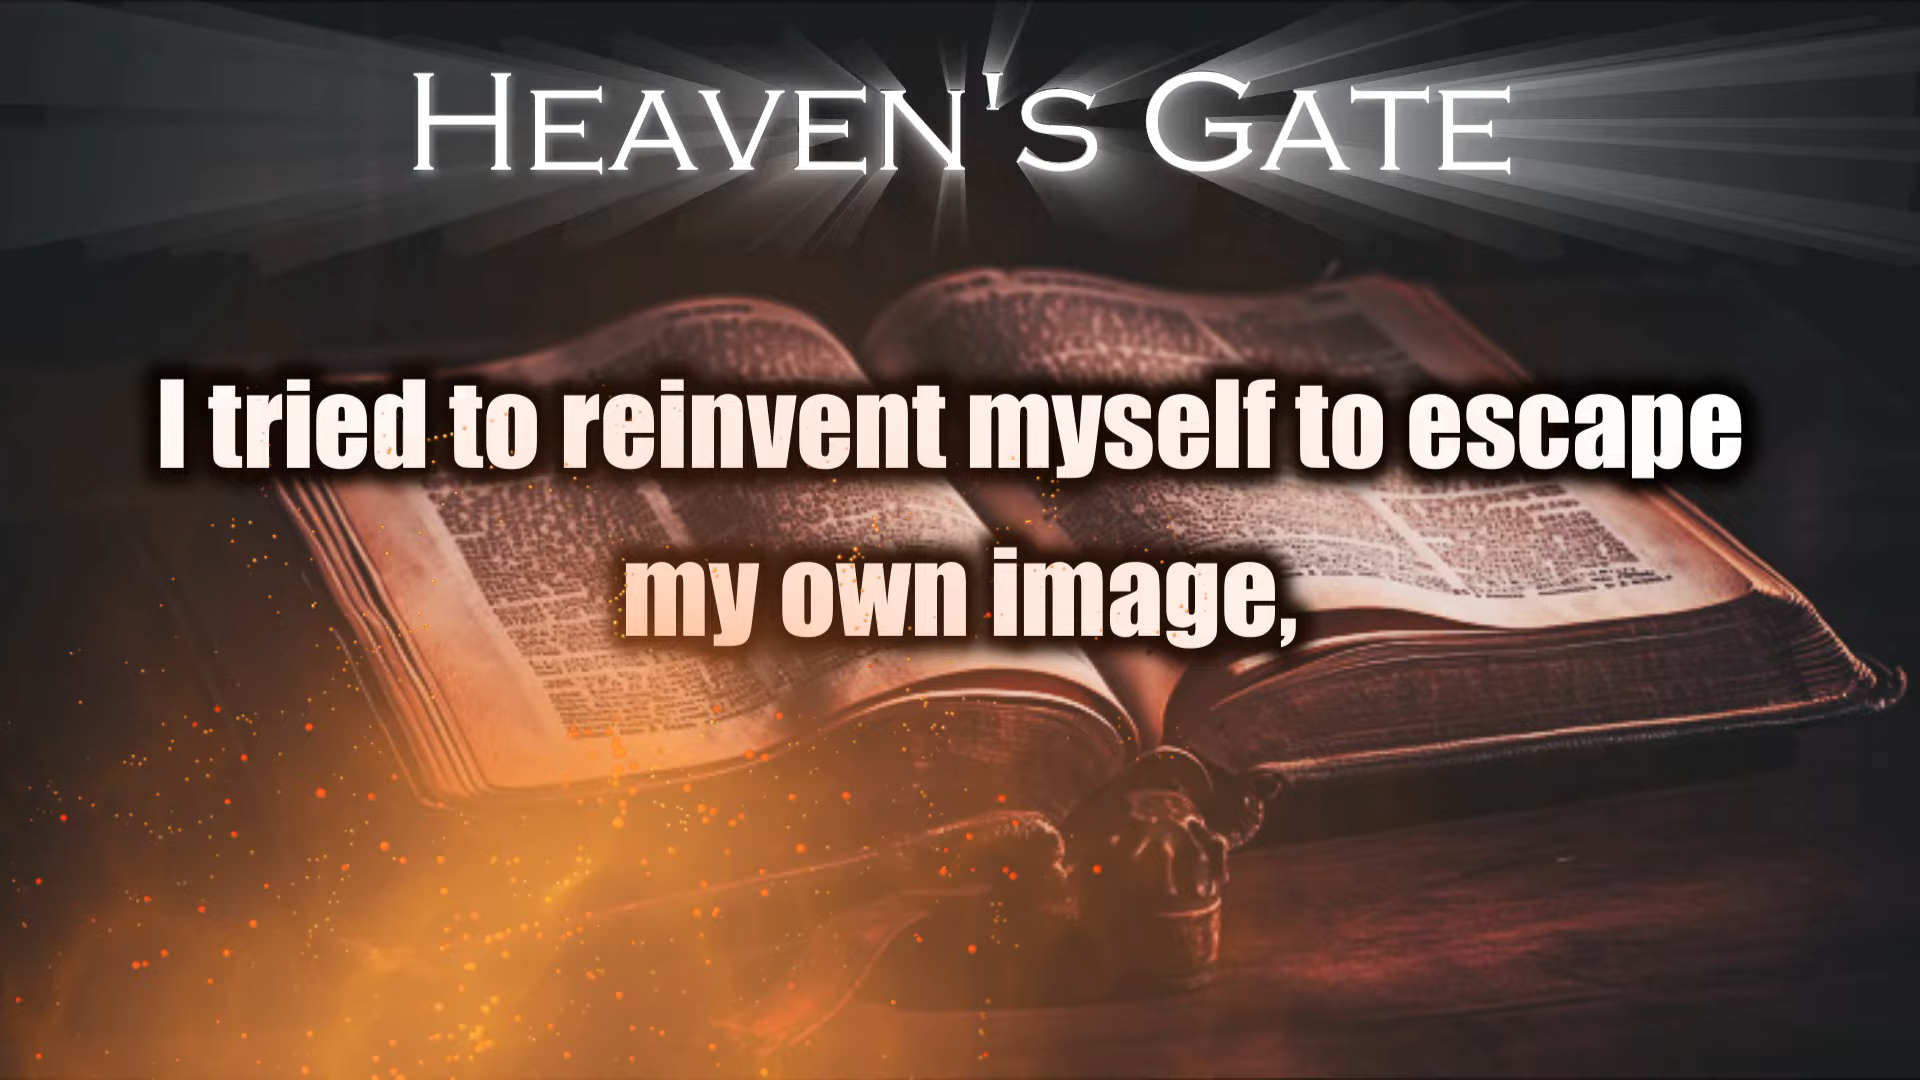 HEAVEN'S GATE
I tried to reinvent myself to escape
my own image,